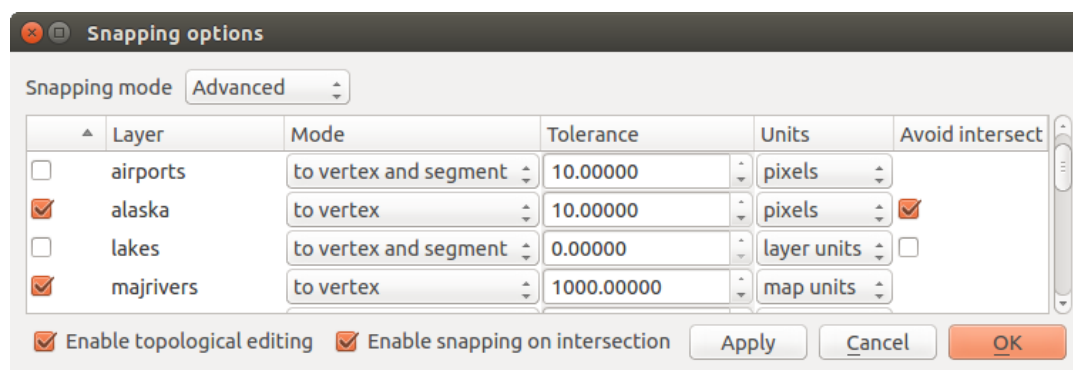 Snapping options
Snapping mode Advanced
Layer Mode Tolerance Units Avoid intersect
airports to vertex and segment 10.00000 pixels
alaska to vertex 10.00000 pixels
lakes to vertex and segment 0.00000 layer units
majrivers to vertex 1000.00000 map units
Enable topological editing Enable snapping on intersection Apply Cancel OK